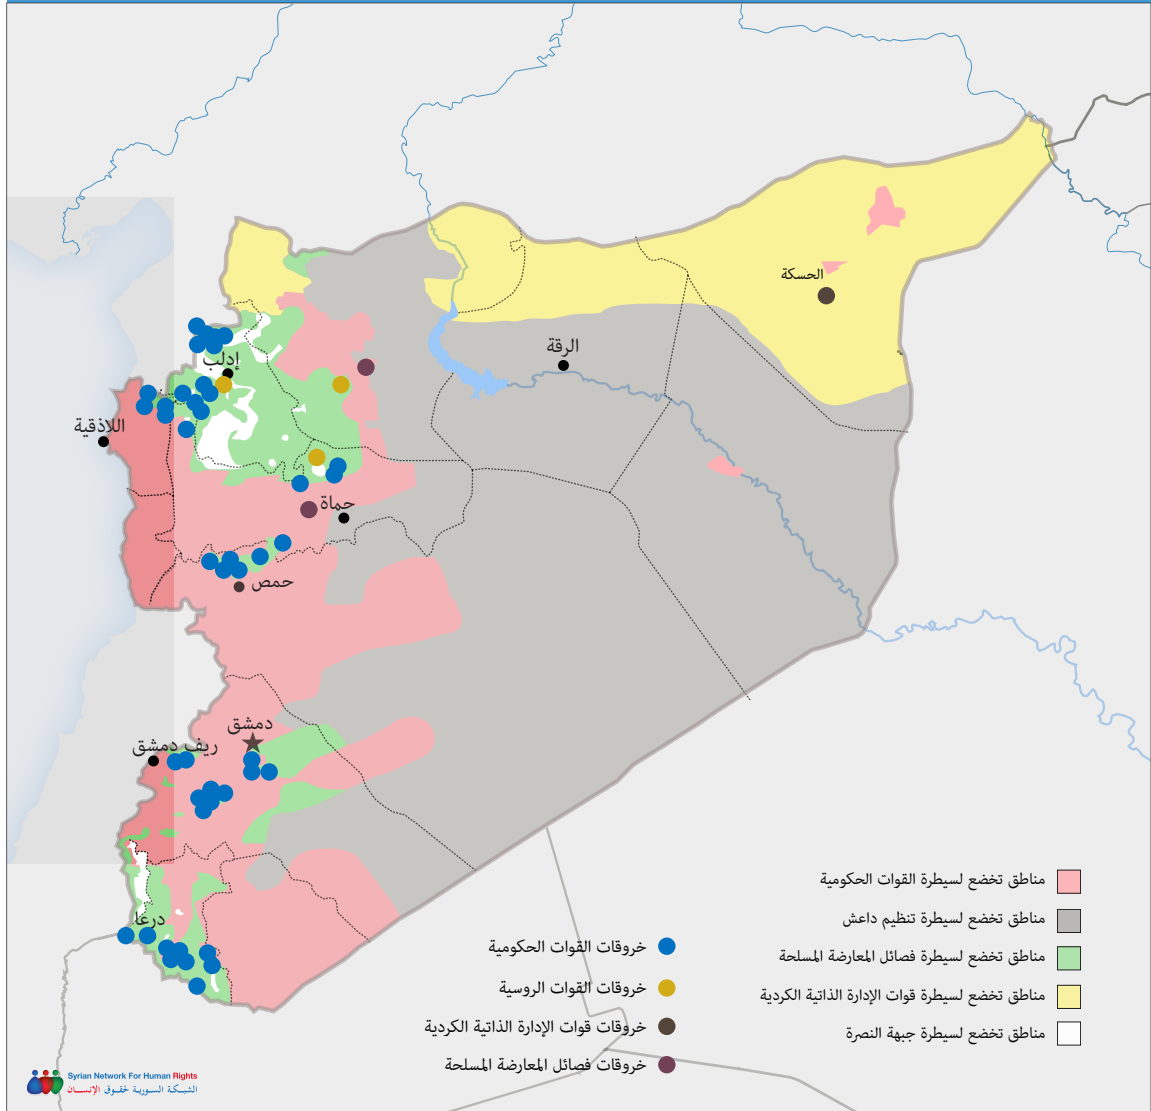 الحسكة
الرقة
إدلب
اللاذقية
حماة
حمص
دمشق
ريف دمشق
درعا
مناطق تخضع لسيطرة القوات الحكومية
مناطق تخضع لسيطرة تنظيم داعش
مناطق تخضع لسيطرة فصائل المعارضة المسلحة
مناطق تخضع لسيطرة قوات الإدارة الذاتية الكردية
مناطق تخضع لسيطرة جبهة النصرة
خروقات القوات الحكومية
خروقات القوات الروسية
خروقات قوات الإدارة الذاتية الكردية
خروقات فصائل المعارضة المسلحة
Syrian Network For Human Rights
الشبكة السورية لحقوق الإنسان